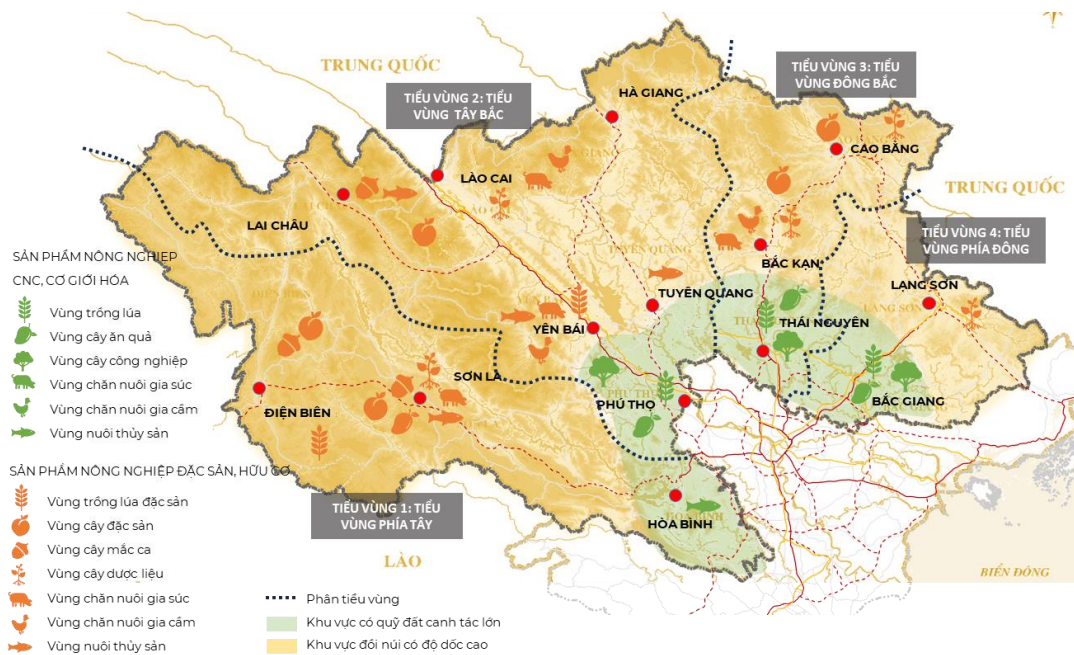 TRUNG QUỐC
TIỂU VÙNG 2: TIỂU
VÙNG TÂY BẮC
HÀ GIANG
TIỂU VÙNG 3: TIỂU
VÙNG ĐÔNG BẮC
CAO BẰNG
LÀO CAI
TRUNG QUỐC
LAI CHÂU
TIỂU VÙNG 4: TIỂU
VÙNG PHÍA ĐÔNG
BẮC KẠN
LẠNG SƠN
LẠNG SƠN
TUYÊN QUANG
TUYÊN QUANG
YÊN BÁI
THÁI NGUYÊN
SƠN LA
ĐIỆN BIÊN
PHÚ THỌ
BẮC GIANG
TIỂU VÙNG 1: TIỂU
VÙNG PHÍA TÂY
HÒA BÌNH
LÀO
BIỂN ĐÔNG
SẢN PHẨM NÔNG NGHIỆP
CNC, CƠ GIỚI HÓA
Vùng trồng lúa
Vùng cây ăn quả
Vùng cây công nghiệp
Vùng chăn nuôi gia súc
Vùng chăn nuôi gia cầm
Vùng nuôi thủy sản
SẢN PHẨM NÔNG NGHIỆP ĐẶC SẢN, HỮU CƠ
Vùng trồng lúa đặc sản
Vùng cây đặc sản
Vùng cây mắc ca
Vùng cây dược liệu
Vùng chăn nuôi gia súc
Vùng chăn nuôi gia cầm
Vùng nuôi thủy sản
Phân tiểu vùng
Khu vực có quỹ đất canh tác lớn
Khu vực đồi núi có độ dốc cao